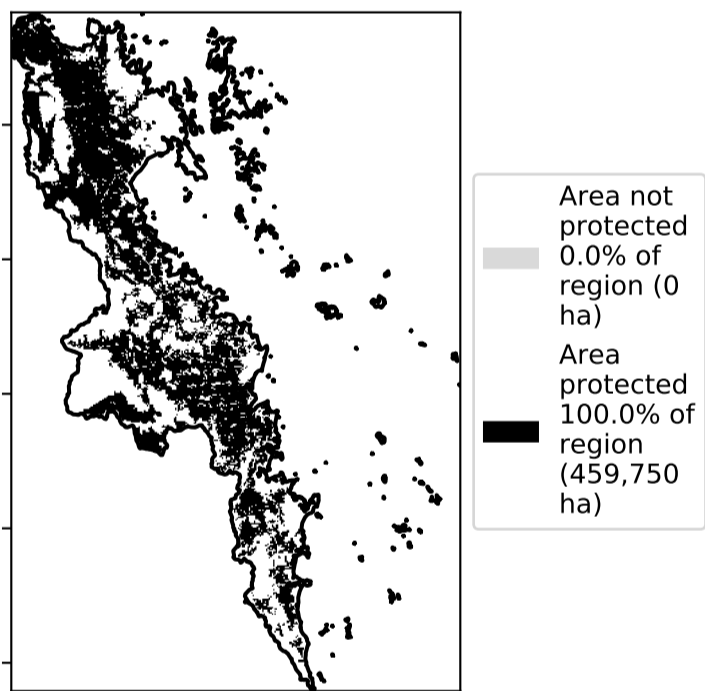 Area not
protected
0.0% of
region (0
ha)
Area
protected
100.0% of
region
(459,750
ha)